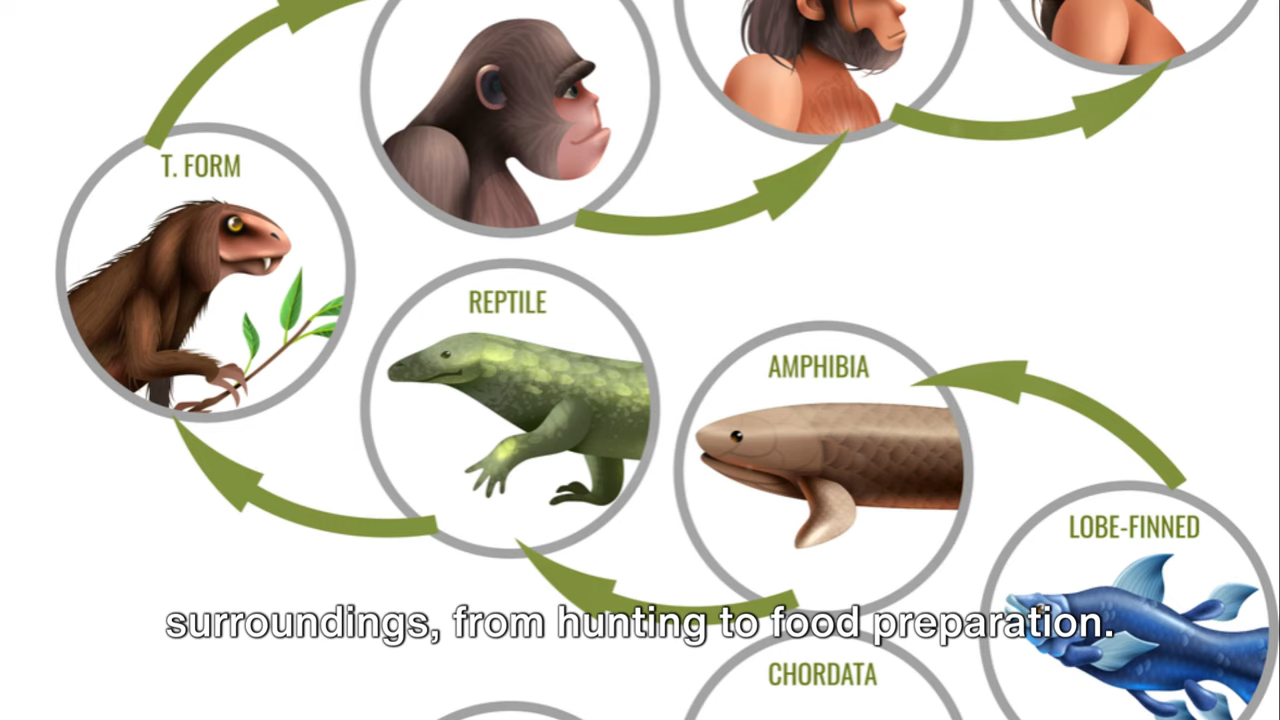 T. FORM
REPTILE
AMPHIBIA
LOBE-FINNED
surroundings, from hunting to food preparation.
CHORDATA